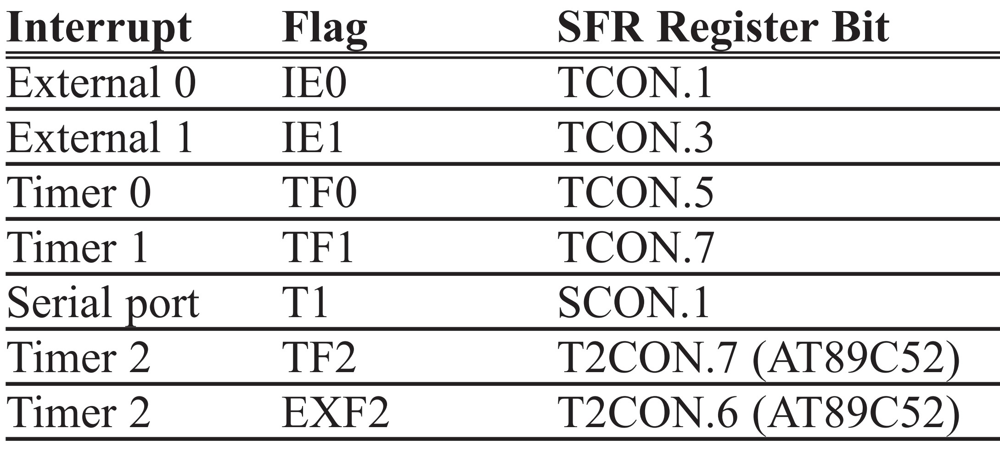 Interrupt Flag SFR Register Bit
External 0 IE0 TCON.1
External 1 IE1 TCON.3
Timer 0 TF0 TCON.5
Timer 1 TF1 TCON.7
Serial port T1 SCON.1
Timer 2 TF2 T2CON.7 (AT89C52)
Timer 2 EXF2 T2CON.6 (AT89C52)